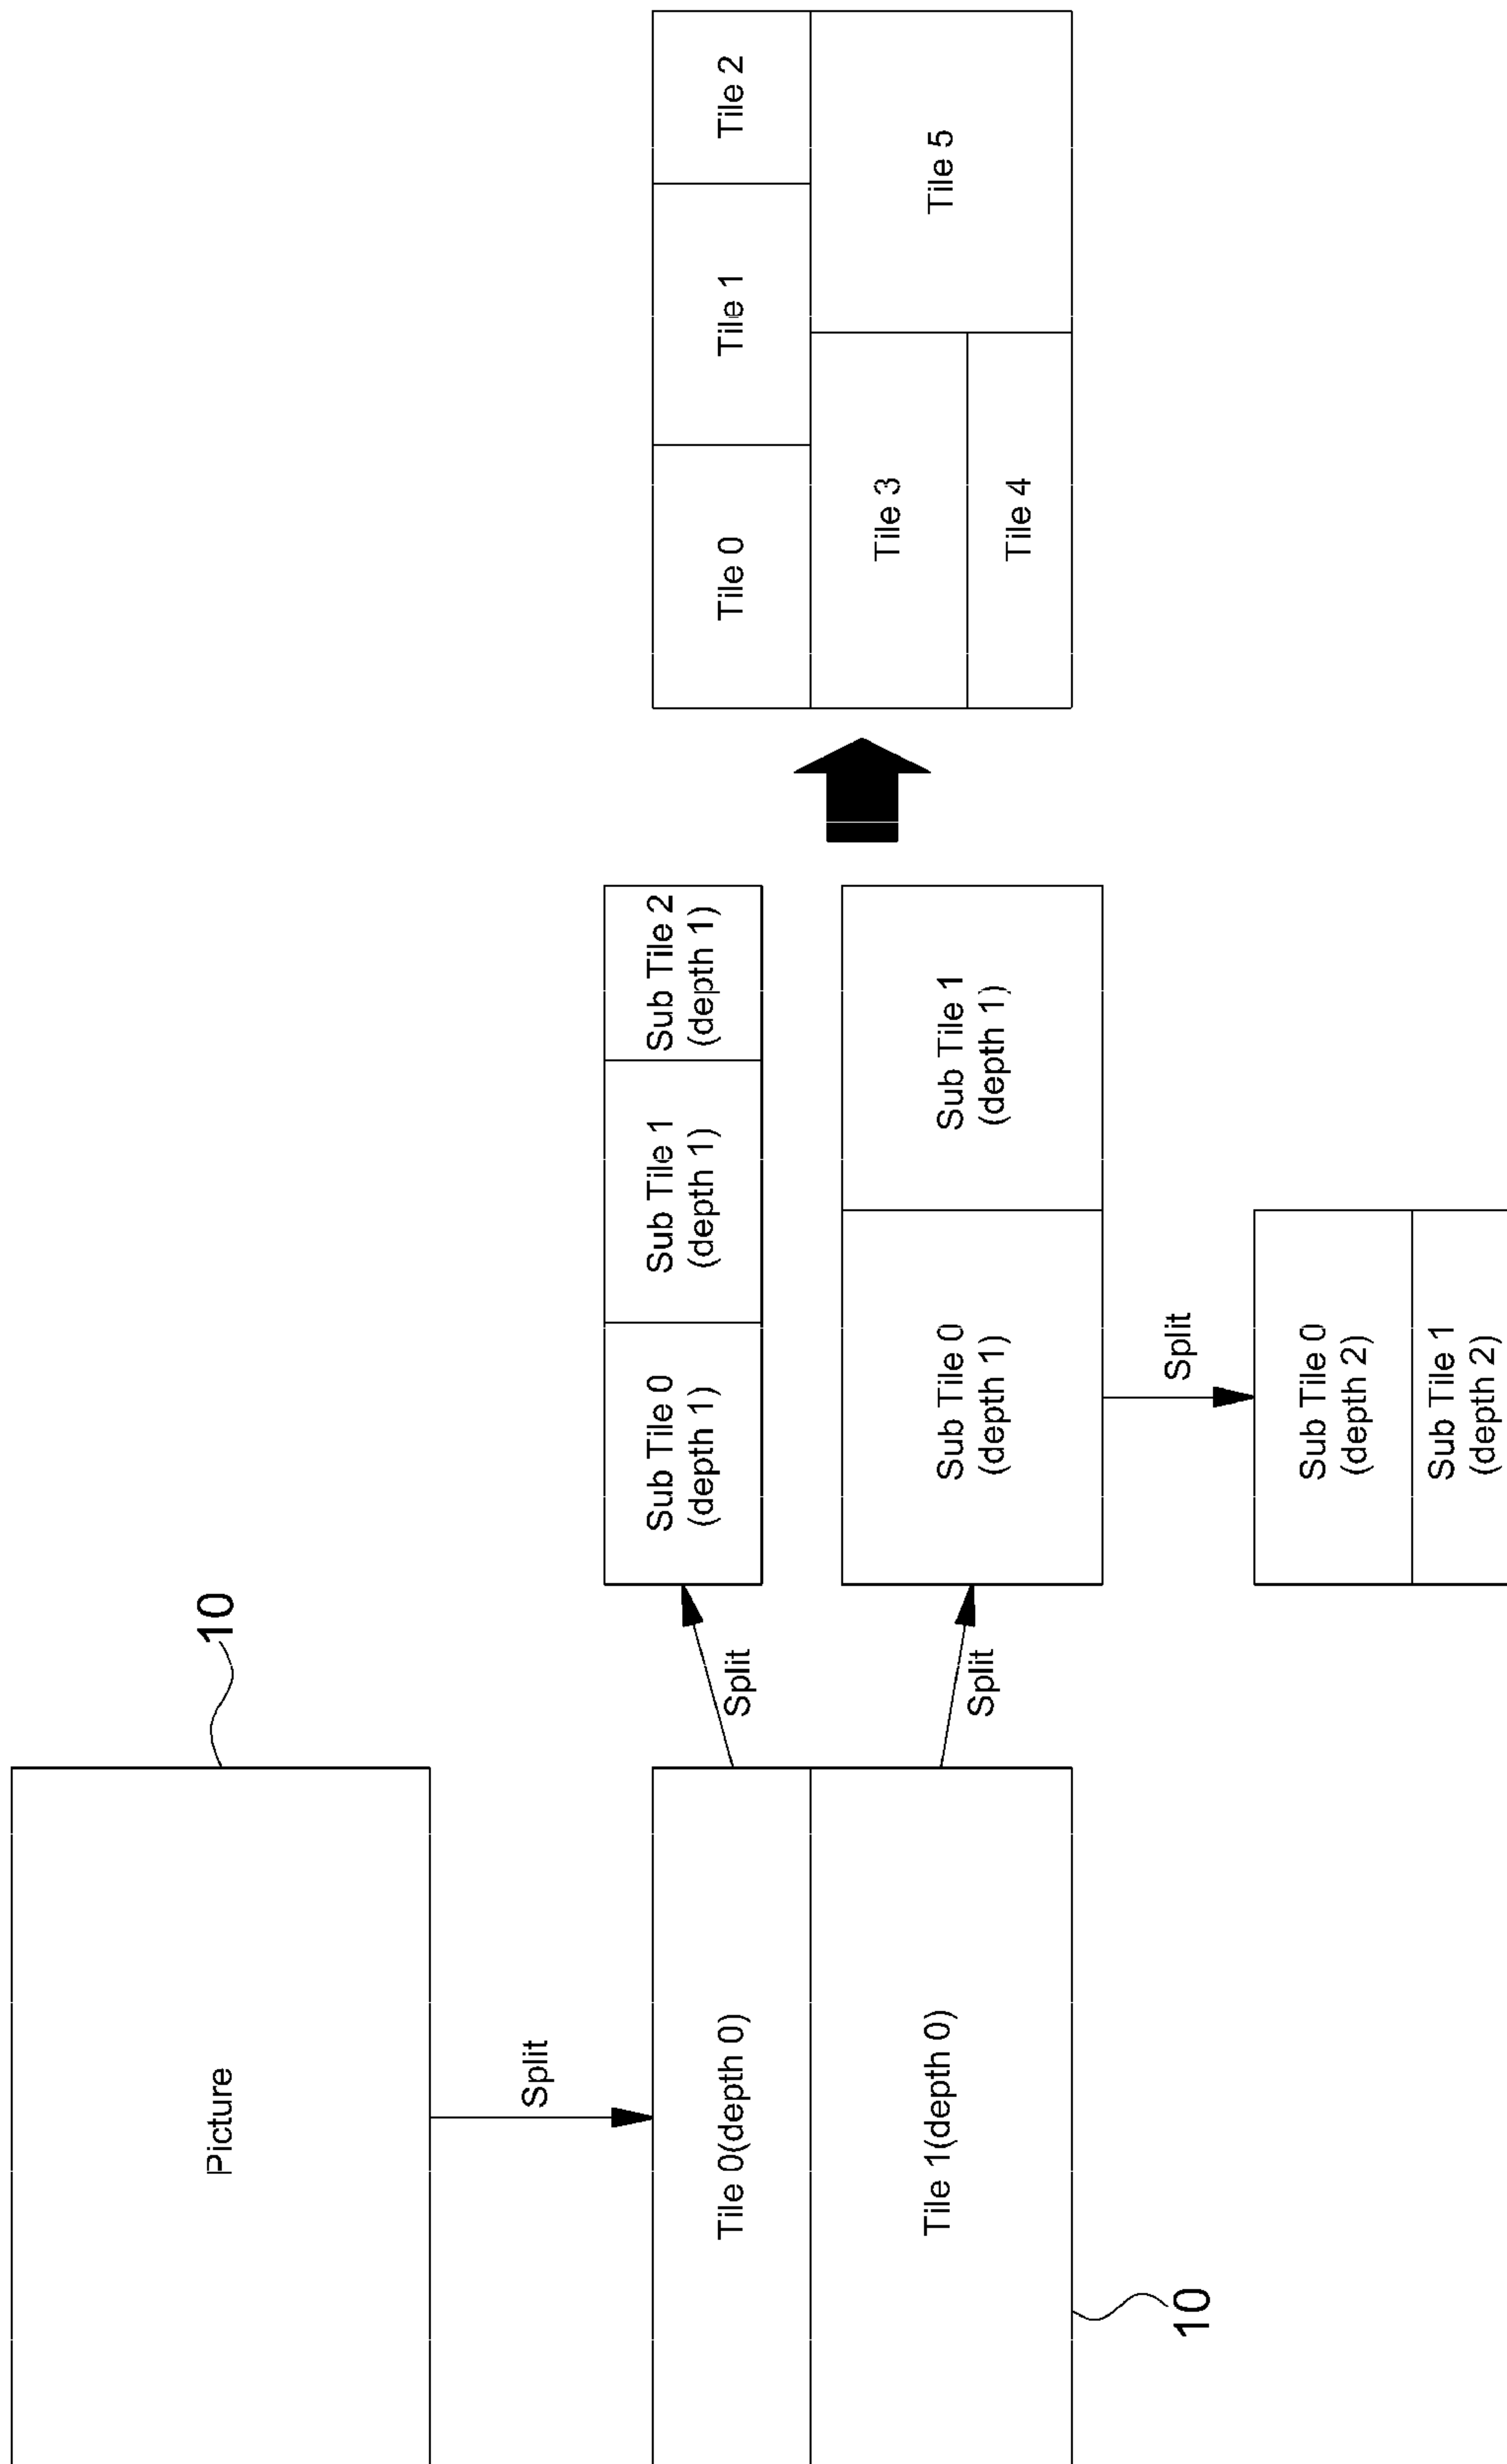 Picture
10
Split
Tile 0(depth 0)
Tile 1(depth 0)
10
Split
Split
Sub Tile 0
(depth 1)
Sub Tile 1
(depth 1)
Sub Tile 2
(depth 1)
Sub Tile 0
(depth 1)
Sub Tile 1
(depth 1)
Split
Sub Tile 0
(depth 2)
Sub Tile 1
(depth 2)
Tile 0
Tile 1
Tile 2
Tile 3
Tile 4
Tile 5